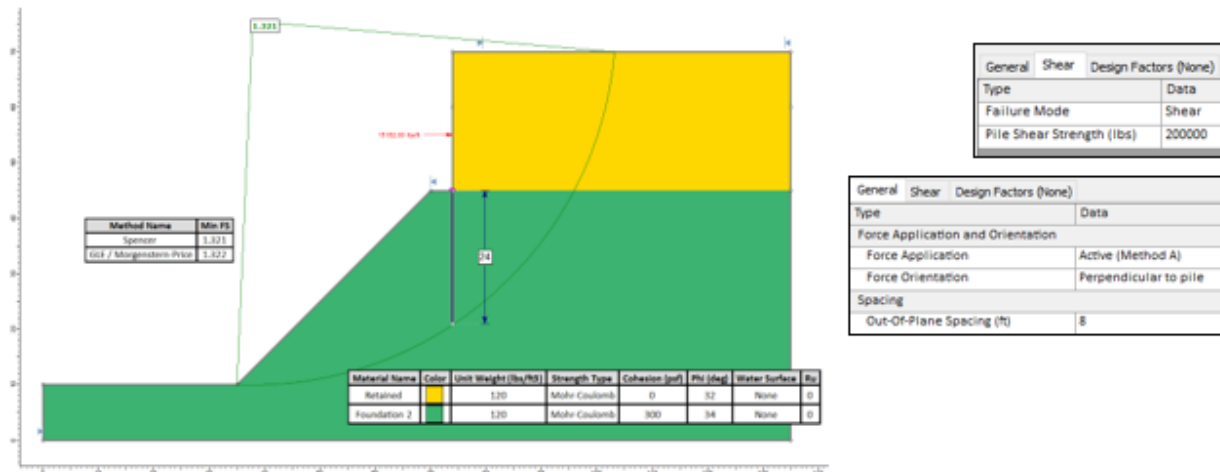 1.321
24
Method Name Min FS
Spencer 1.321
GLE / Morgenstern-Price 1.322
Material Name Color Unit Weight (lbs/ft3) Strength Type Cohesion (psf) Phi (deg) Water Surface Ru
Retained 120 Mohr-Coulomb 0 32 None 0
Foundation 2 120 Mohr-Coulomb 300 34 None 0
General Shear Design Factors (None)
Type Data
Failure Mode Shear
Pile Shear Strength (lbs) 200000
General Shear Design Factors (None)
Type Data
Force Application and Orientation
Force Application Active (Method A)
Force Orientation Perpendicular to pile
Spacing
Out-Of-Plane Spacing (ft) 8